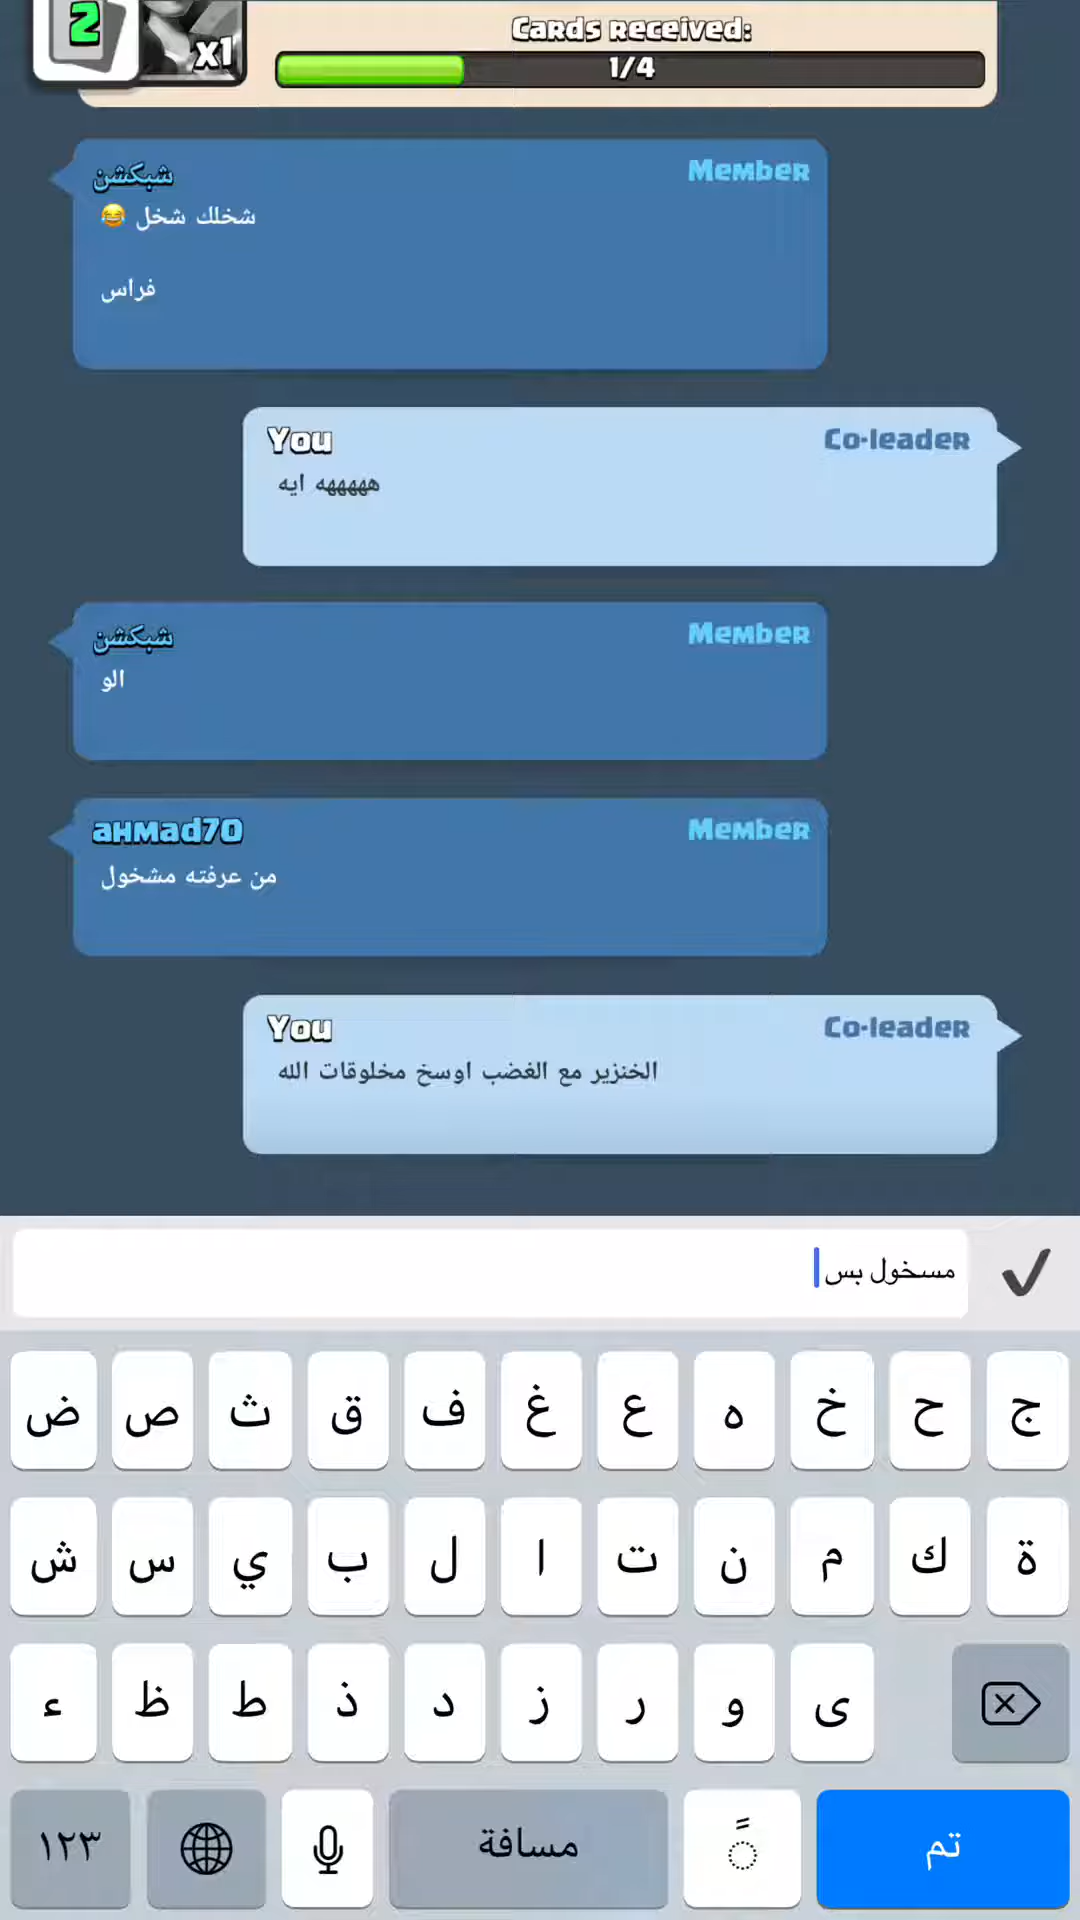 2
x1
Cards received:
1/4
شبكشن
Member
شخلك شخل 😂
فراس
You
Co-leader
هههههه ايه
شبكشن
Member
الو
aHMad70
Member
من عرفته مشخول
You
Co-leader
الخنزير مع الغضب اوسخ مخلوقات الله
مسخول بس
ض ص ث ق ف غ ع ه خ ح ج
ش س ي ب ل ا ت ن م ك ة
ء ظ ط ذ د ز ر و ى
١٢٣ مسافة تم